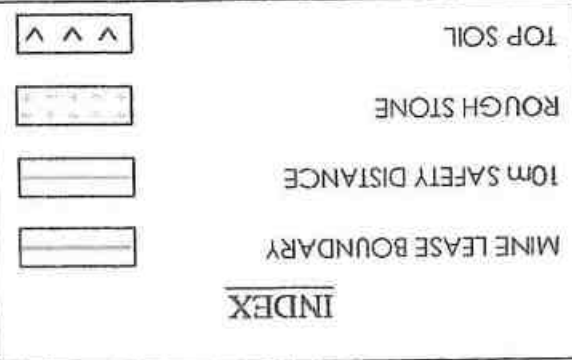 INDEX
MINE LEASE BOUNDARY
10m SAFETY DISTANCE
ROUGH STONE
TOP SOIL